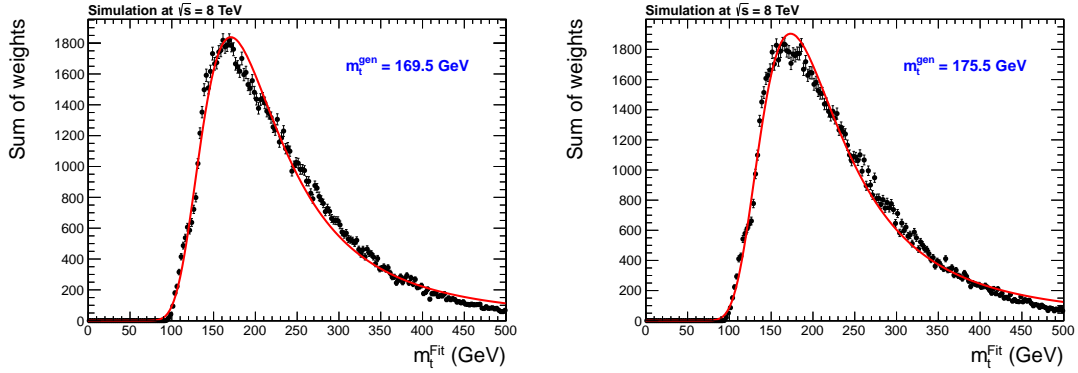 Simulation at √s = 8 TeV
Sum of weights
1800
1600
1400
1200
1000
800
600
400
200
0
m_t^gen = 169.5 GeV
0 50 100 150 200 250 300 350 400 450 500
m_t^Fit (GeV)
Simulation at √s = 8 TeV
Sum of weights
1800
1600
1400
1200
1000
800
600
400
200
0
m_t^gen = 175.5 GeV
0 50 100 150 200 250 300 350 400 450 500
m_t^Fit (GeV)